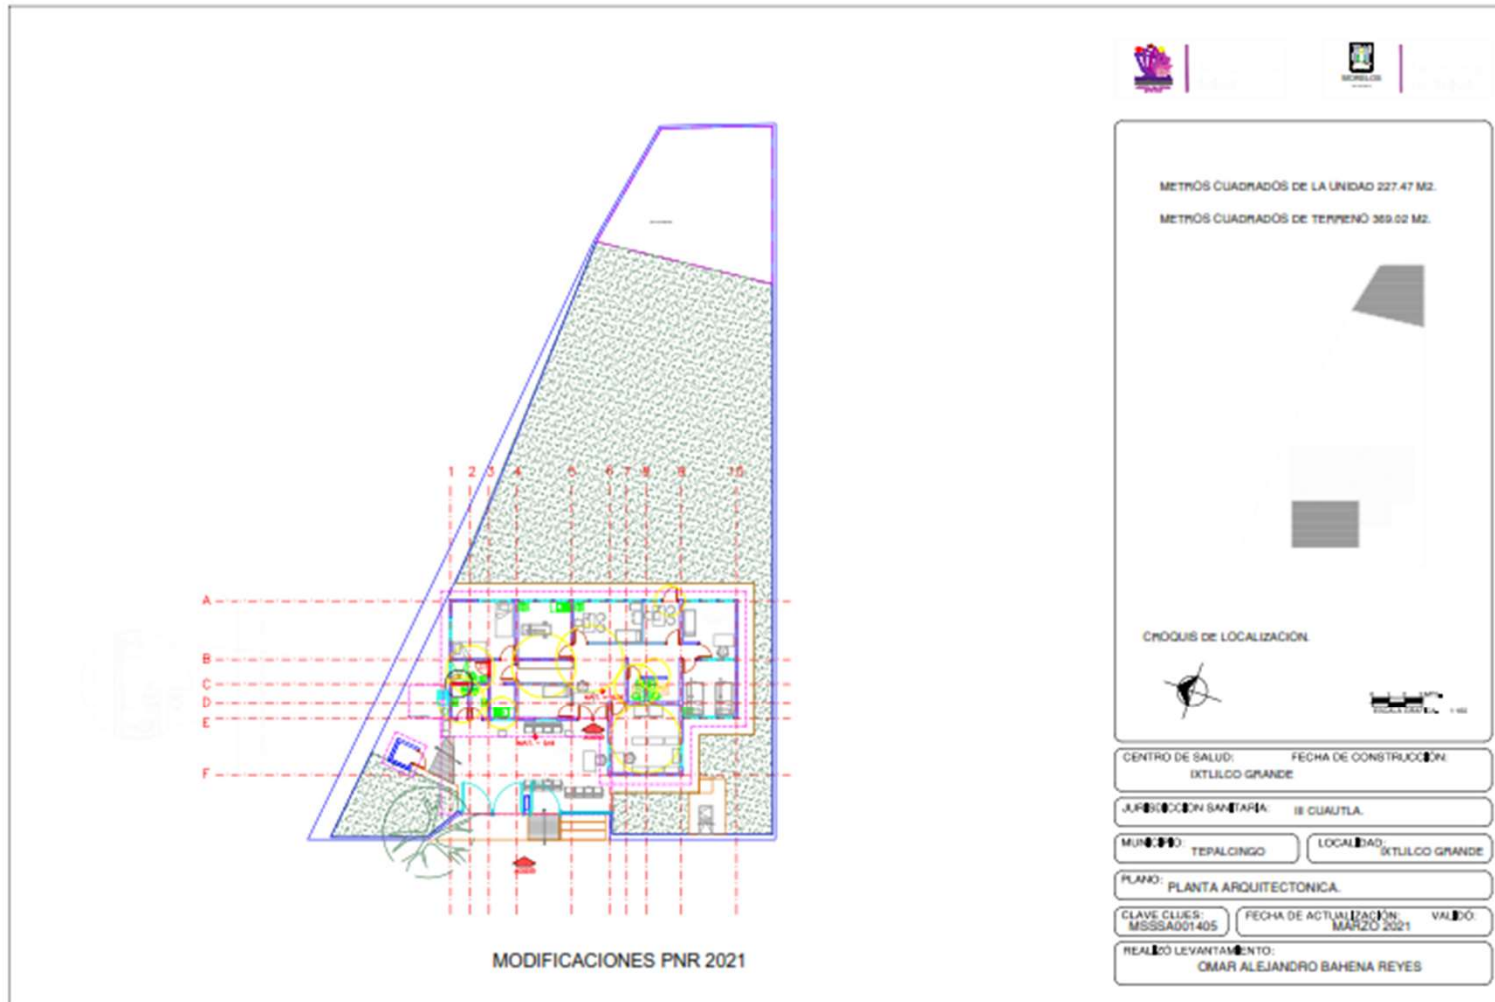 MORELOS
METROS CUADRADOS DE LA UNIDAD 227.47 M2.
METROS CUADRADOS DE TERRENO 369.02 M2.
1 2 3 4 5 6 7 8 9 10
A
B
C
D
E
F
CROQUIS DE LOCALIZACIÓN.
ESCALA GRAFICA
CENTRO DE SALUD: FECHA DE CONSTRUCCIÓN:
IXTLILCO GRANDE
JURISDICCIÓN SANITARIA: III CUAUTLA.
MUNICIPIO: TEPALCINGO LOCALIDAD: IXTLILCO GRANDE
PLANO: PLANTA ARQUITECTONICA.
CLAVE CLUES: FECHA DE ACTUALIZACIÓN: VALIDÓ:
MSSSA001405 MARZO 2021
REALIZÓ LEVANTAMIENTO:
OMAR ALEJANDRO BAHENA REYES
MODIFICACIONES PNR 2021